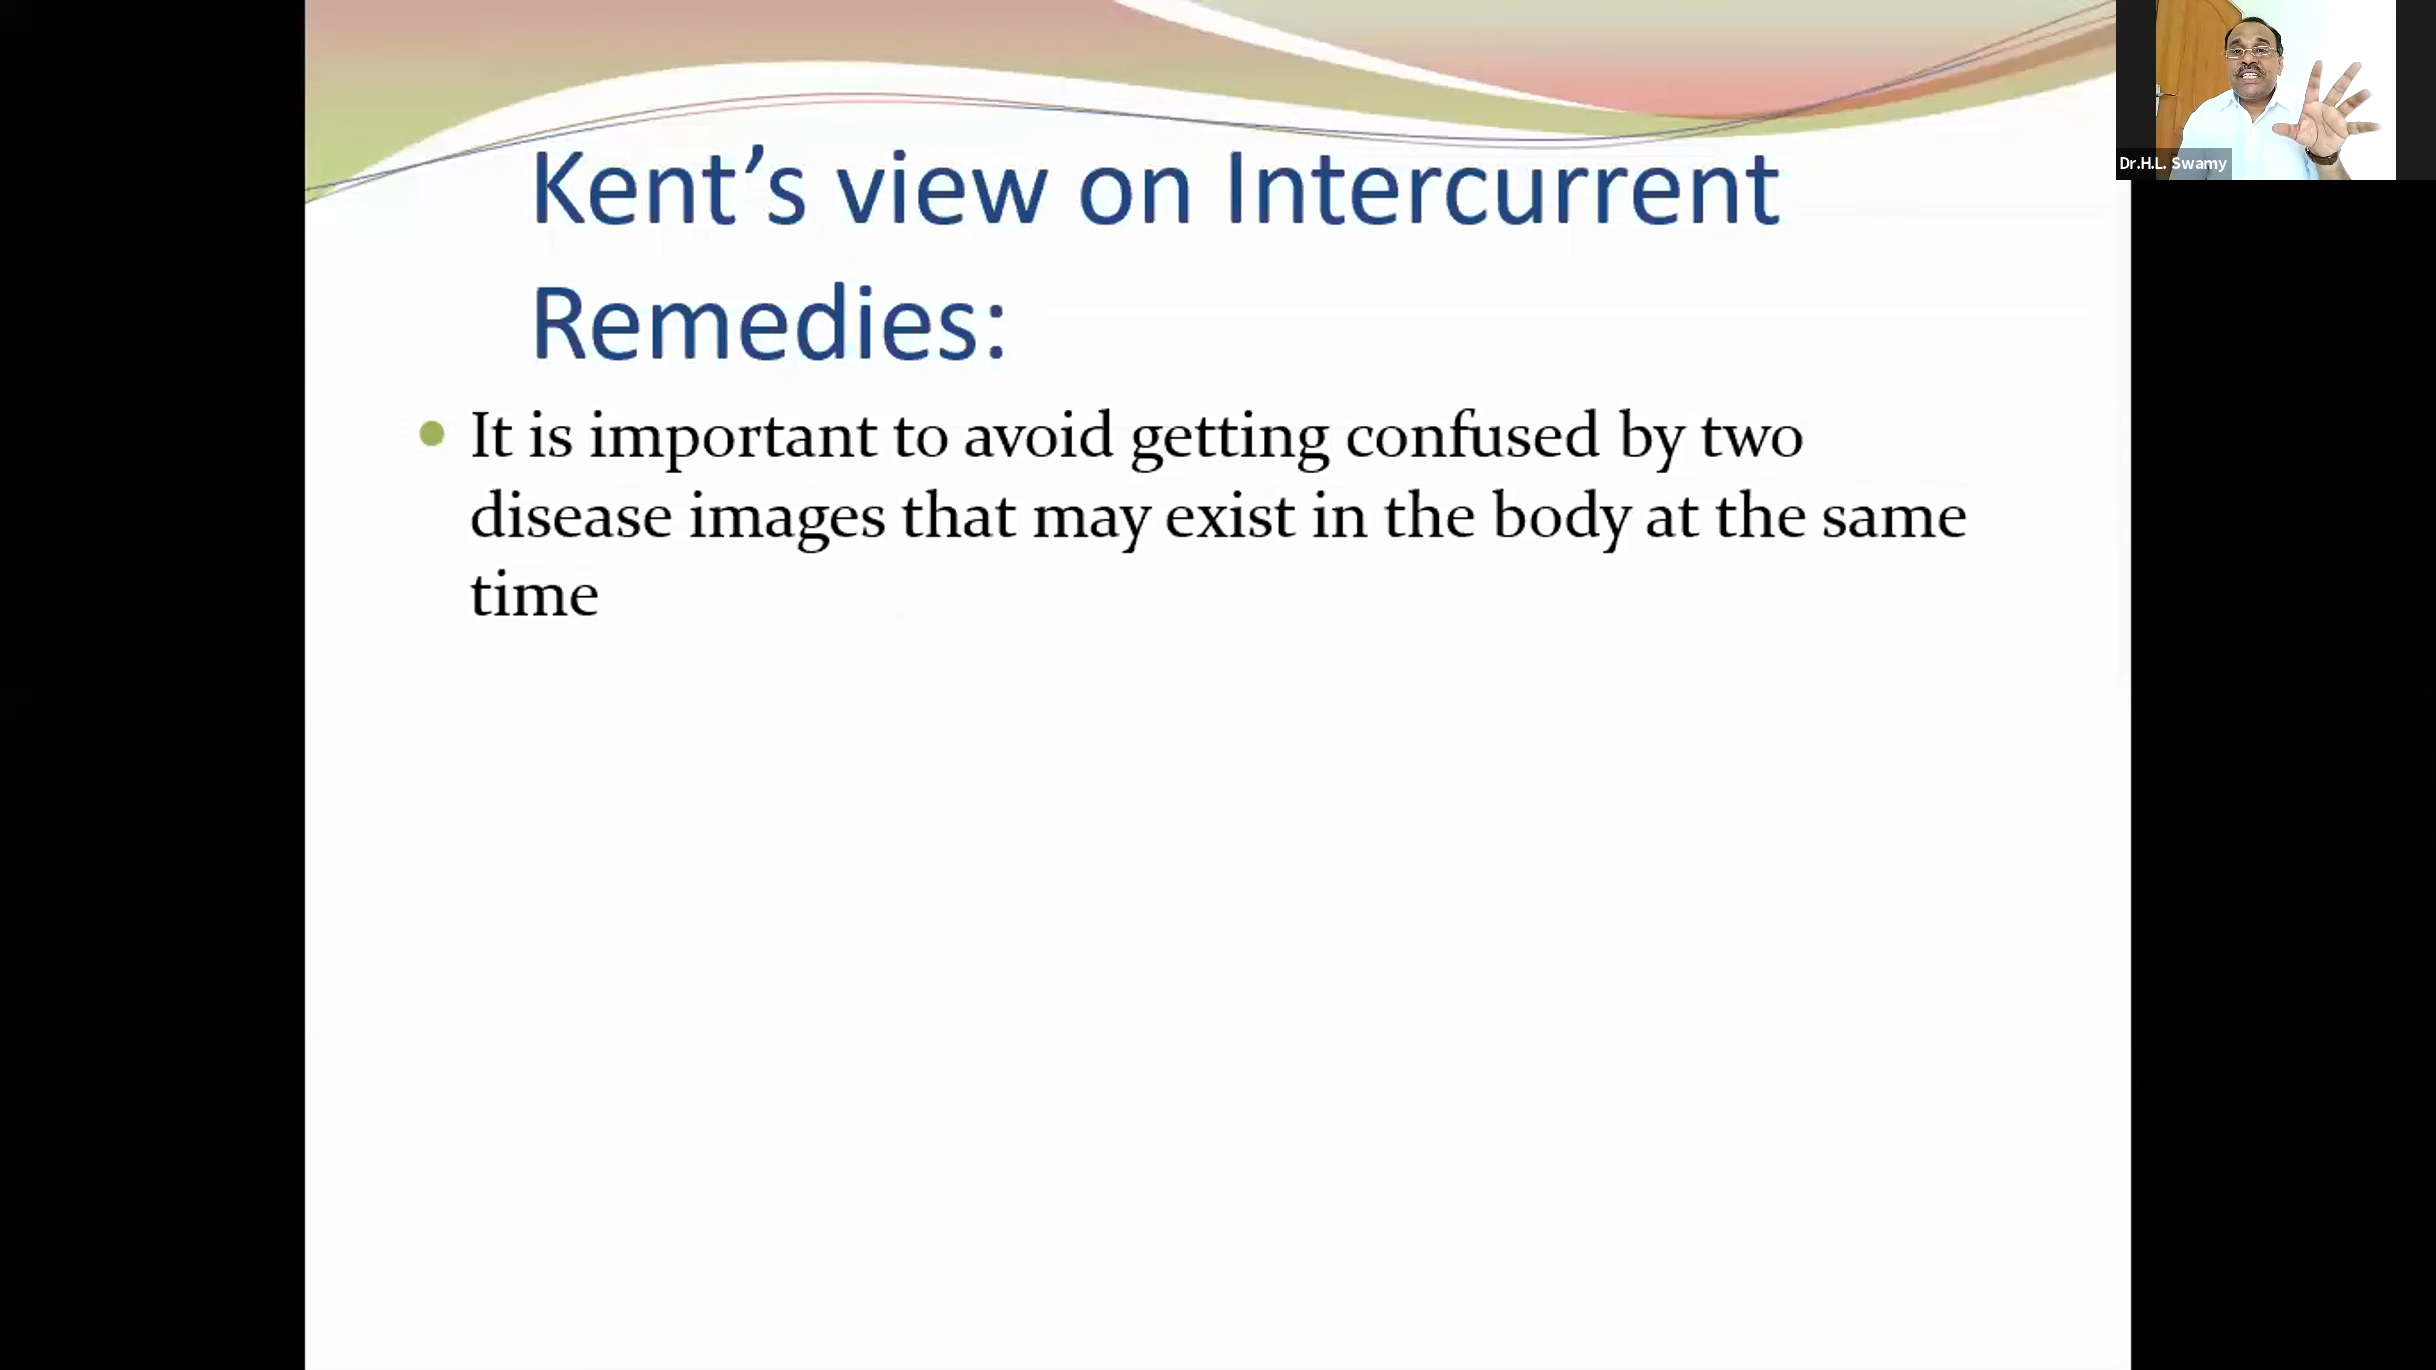 Kent’s view on Intercurrent
Remedies:
It is important to avoid getting confused by two
disease images that may exist in the body at the same
time
Dr.H.L. Swamy